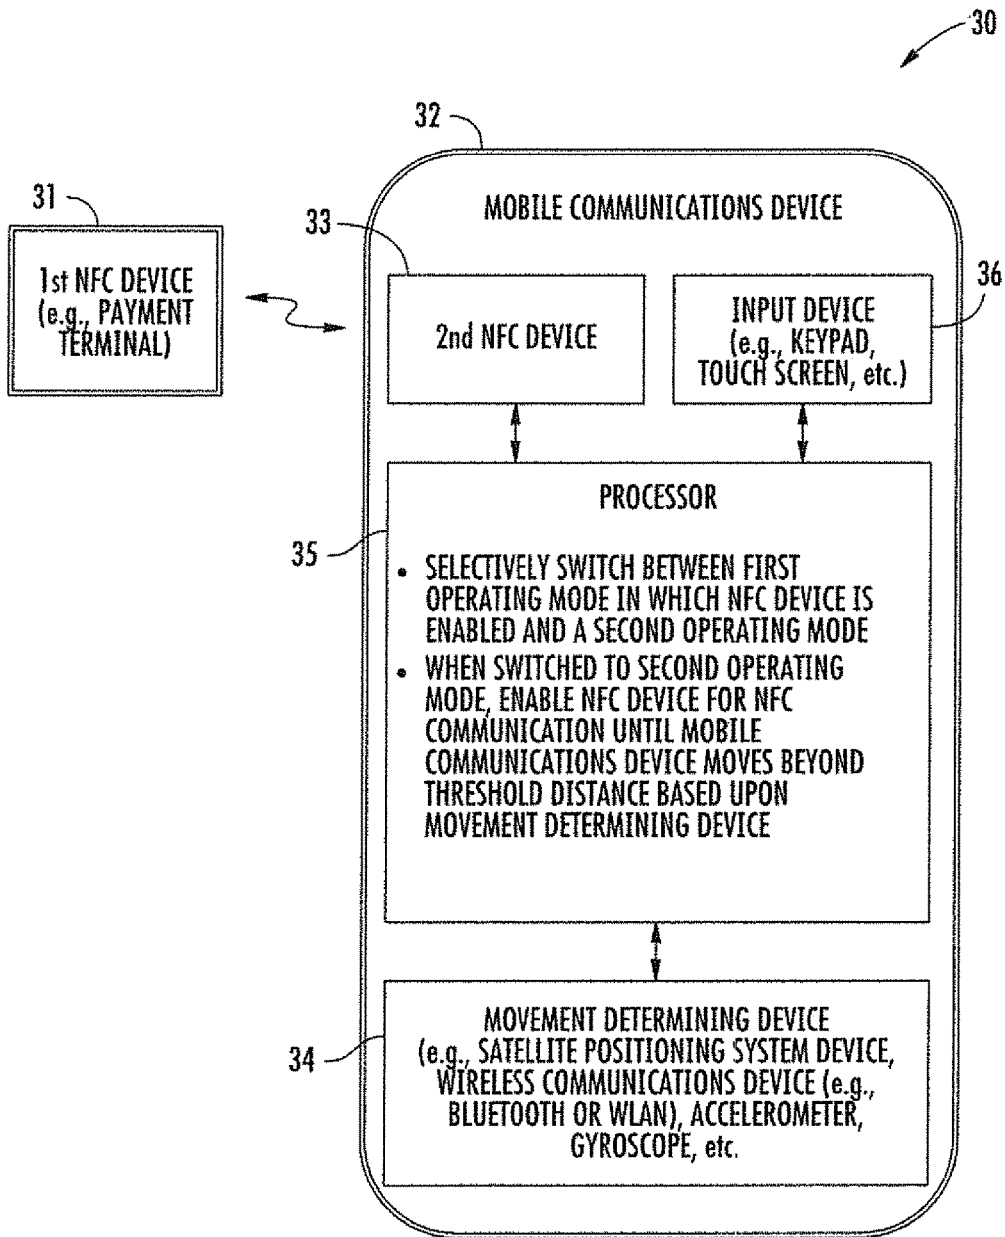 30
32
MOBILE COMMUNICATIONS DEVICE
31
1st NFC DEVICE
(e.g., PAYMENT
TERMINAL)
33
2nd NFC DEVICE
36
INPUT DEVICE
(e.g., KEYPAD,
TOUCH SCREEN, etc.)
35
PROCESSOR
• SELECTIVELY SWITCH BETWEEN FIRST
OPERATING MODE IN WHICH NFC DEVICE IS
ENABLED AND A SECOND OPERATING MODE
• WHEN SWITCHED TO SECOND OPERATING
MODE, ENABLE NFC DEVICE FOR NFC
COMMUNICATION UNTIL MOBILE
COMMUNICATIONS DEVICE MOVES BEYOND
THRESHOLD DISTANCE BASED UPON
MOVEMENT DETERMINING DEVICE
34
MOVEMENT DETERMINING DEVICE
(e.g., SATELLITE POSITIONING SYSTEM DEVICE,
WIRELESS COMMUNICATIONS DEVICE (e.g.,
BLUETOOTH OR WLAN), ACCELEROMETER,
GYROSCOPE, etc.